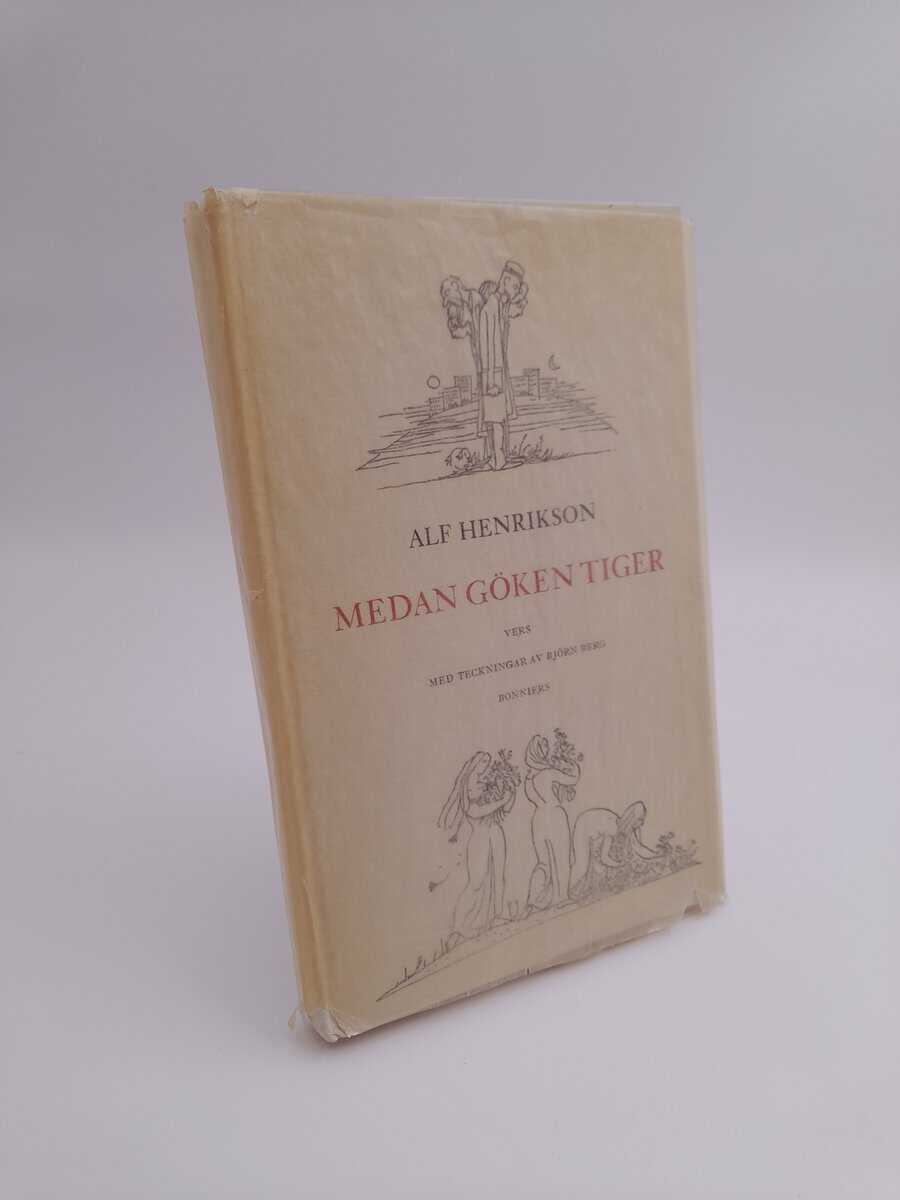 ALF HENRIKSON
MEDAN GÖKEN TIGER
VERS
MED TECKNINGAR AV BJÖRN BERG
BONNIERS